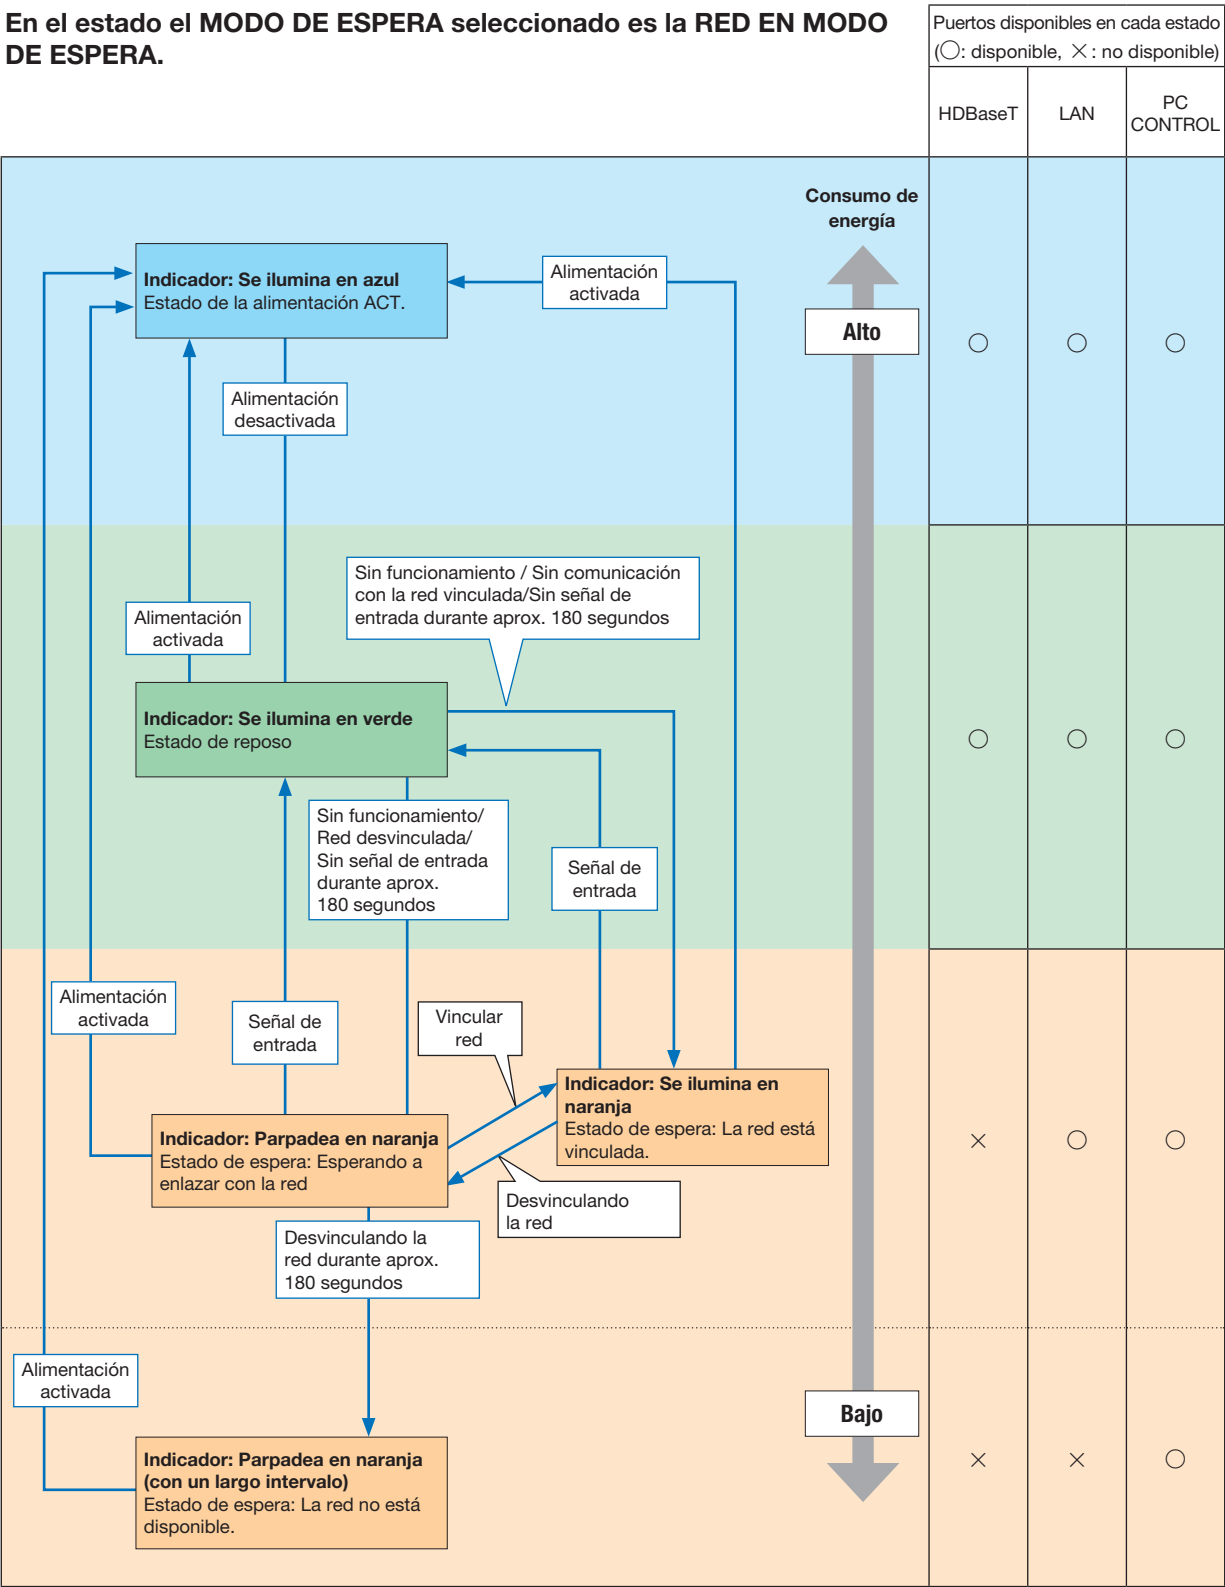 En el estado el MODO DE ESPERA seleccionado es la RED EN MODO
DE ESPERA.
Puertos disponibles en cada estado
(○: disponible, ×: no disponible)
HDBaseT
LAN
PC
CONTROL
Consumo de
energía
Alto
Indicador: Se ilumina en azul
Estado de la alimentación ACT.
Alimentación
activada
Alimentación
desactivada
○
○
○
Sin funcionamiento / Sin comunicación
con la red vinculada/Sin señal de
entrada durante aprox. 180 segundos
Alimentación
activada
Indicador: Se ilumina en verde
Estado de reposo
○
○
○
Sin funcionamiento/
Red desvinculada/
Sin señal de entrada
durante aprox.
180 segundos
Señal de
entrada
Alimentación
activada
Señal de
entrada
Vincular
red
Indicador: Se ilumina en
naranja
Estado de espera: La red está
vinculada.
Indicador: Parpadea en naranja
Estado de espera: Esperando a
enlazar con la red
×
○
○
Desvinculando
la red
Desvinculando la
red durante aprox.
180 segundos
Alimentación
activada
Bajo
Indicador: Parpadea en naranja
(con un largo intervalo)
Estado de espera: La red no está
disponible.
×
×
○